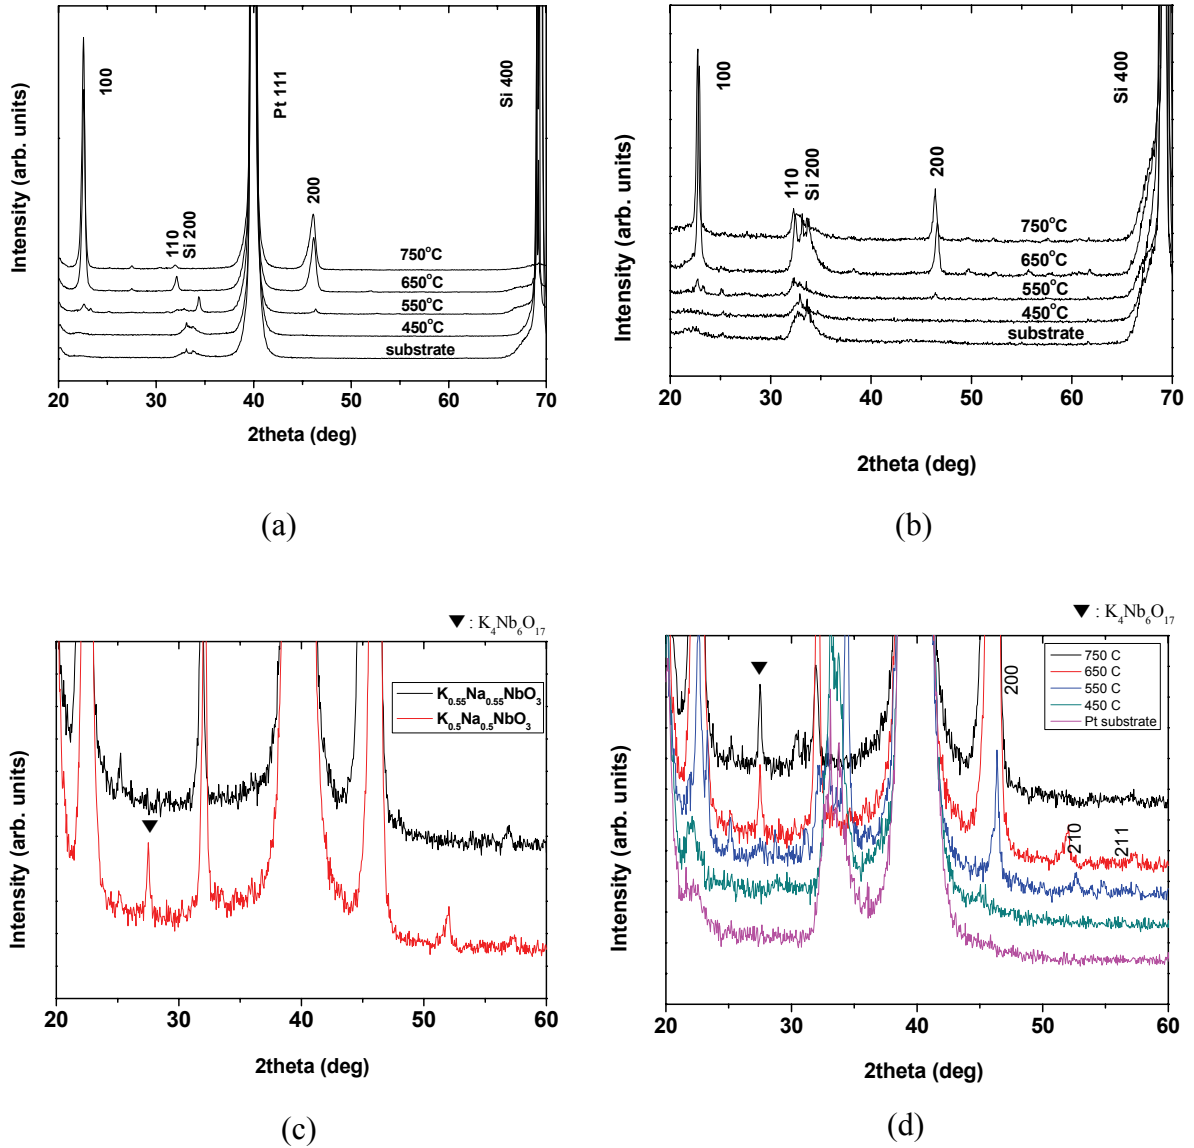 Intensity (arb. units)
100
110
Si 200
Pt 111
200
Si 400
750°C
650°C
550°C
450°C
substrate
20 30 40 50 60 70
2theta (deg)
(a)
Intensity (arb. units)
100
110
Si 200
200
Si 400
750°C
650°C
550°C
450°C
substrate
20 30 40 50 60 70
2theta (deg)
(b)
▼ : K4Nb6O17
Intensity (arb. units)
K0.55Na0.55NbO3
K0.5Na0.5NbO3
20 30 40 50 60
2theta (deg)
(c)
▼ : K4Nb6O17
Intensity (arb. units)
750 C
650 C
550 C
450 C
Pt substrate
200
210
211
20 30 40 50 60
2theta (deg)
(d)